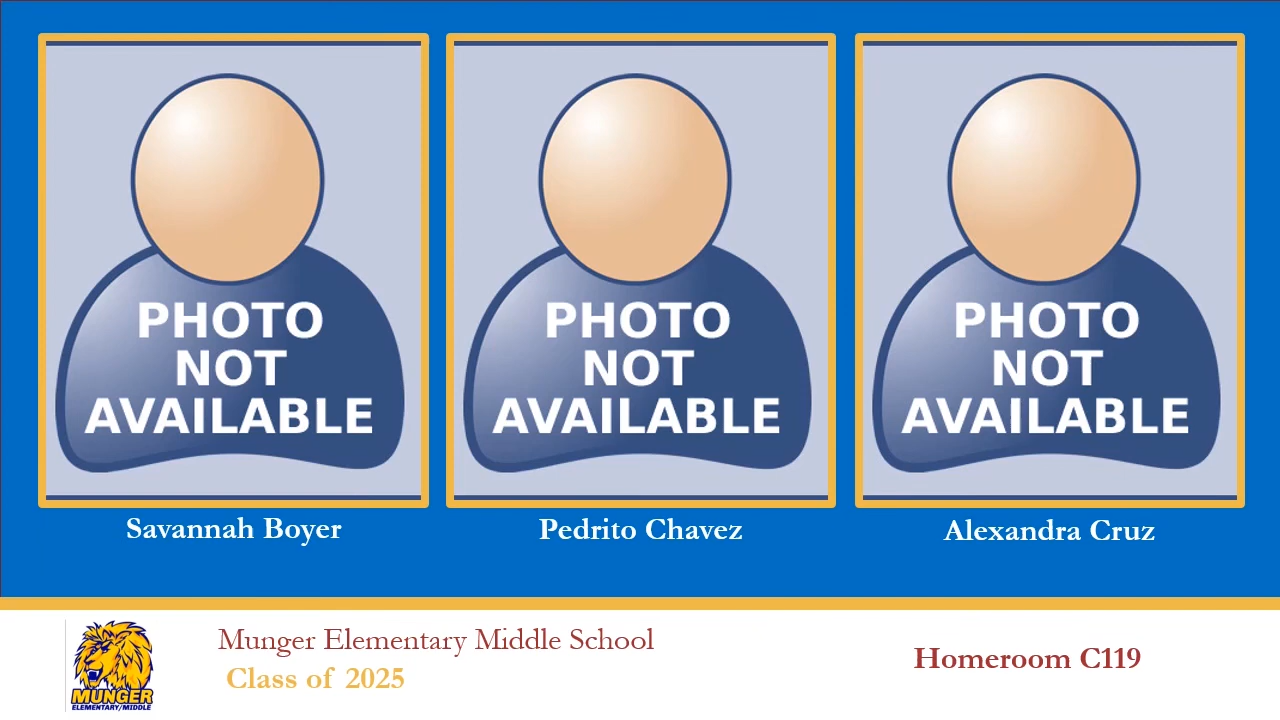 PHOTO
NOT
AVAILABLE
PHOTO
NOT
AVAILABLE
PHOTO
NOT
AVAILABLE
Savannah Boyer
Pedrito Chavez
Alexandra Cruz
MUNGER
ELEMENTARY/MIDDLE
Munger Elementary Middle School
Class of 2025
Homeroom C119